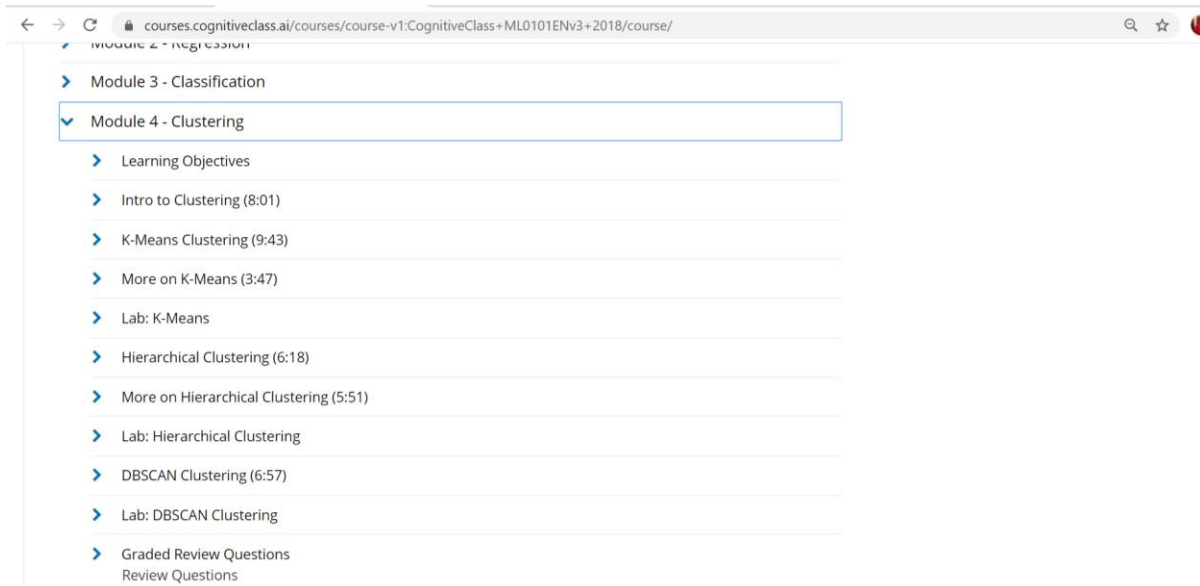 courses.cognitiveclass.ai/courses/course-v1:CognitiveClass+ML0101ENv3+2018/course/
Module 2 - Regression
Module 3 - Classification
Module 4 - Clustering
Learning Objectives
Intro to Clustering (8:01)
K-Means Clustering (9:43)
More on K-Means (3:47)
Lab: K-Means
Hierarchical Clustering (6:18)
More on Hierarchical Clustering (5:51)
Lab: Hierarchical Clustering
DBSCAN Clustering (6:57)
Lab: DBSCAN Clustering
Graded Review Questions
Review Questions